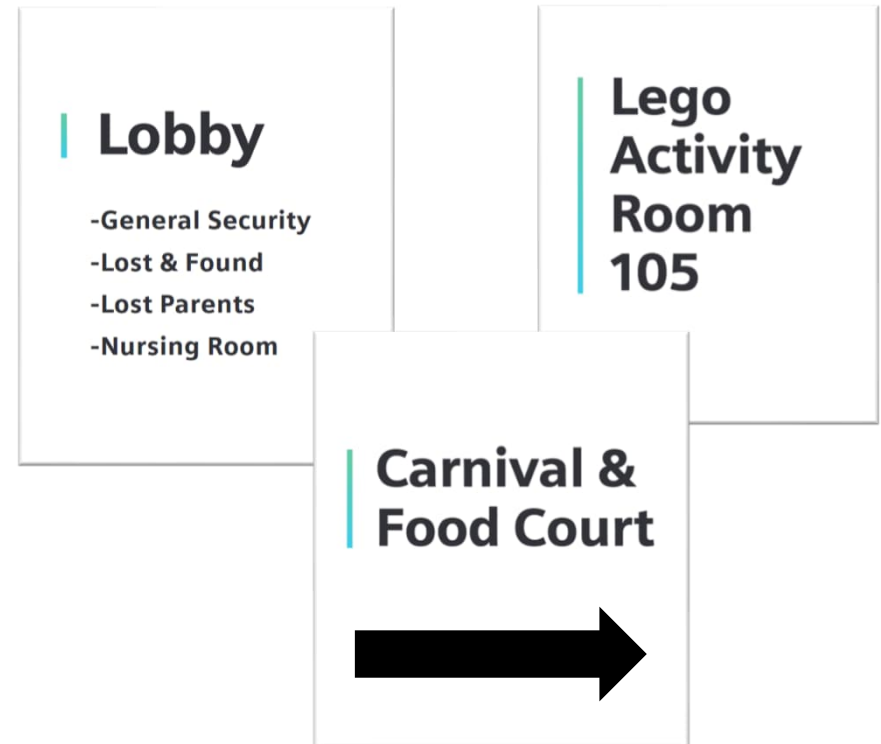 Lobby
-General Security
-Lost & Found
-Lost Parents
-Nursing Room
Lego
Activity
Room
105
Carnival &
Food Court